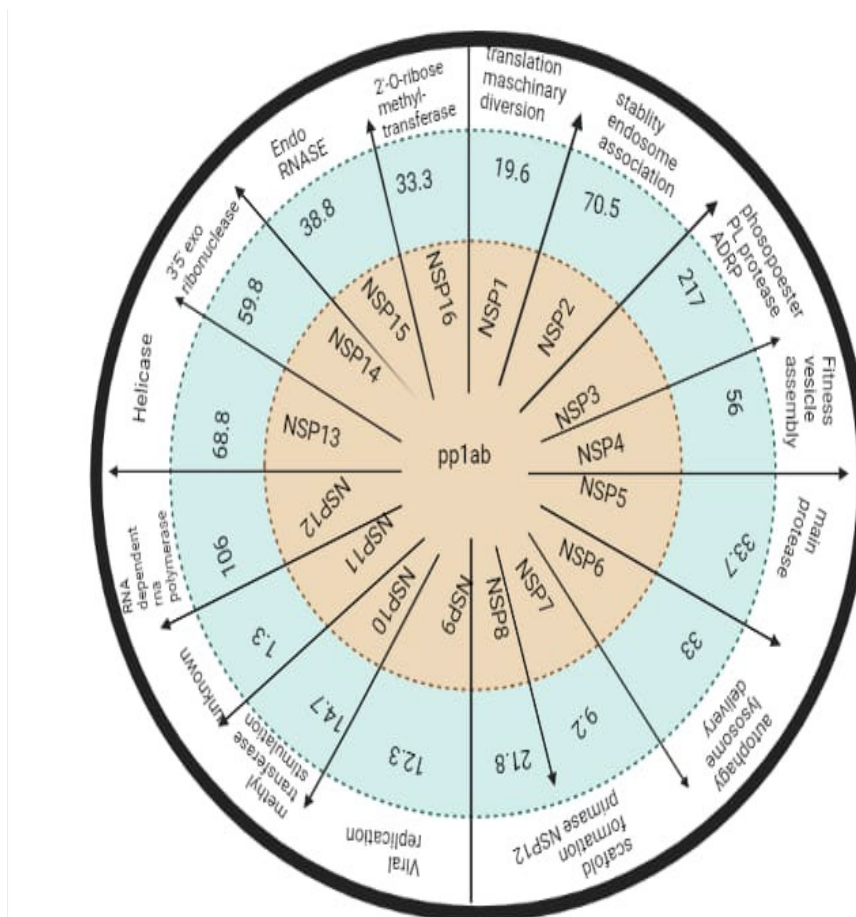 translation
maschinary
diversion
19.6
NSP1
stablity
endosome
association
70.5
NSP2
phosopoester
PL protease
ADRP
217
NSP3
Fitness
vesicle
assembly
56
NSP4
main
protease
33.7
NSP5
autophagy
lysosome
delivery
33
NSP6
scafold
formation
primase NSP12
9.2
NSP7
21.8
NSP8
Viral
replication
12.3
NSP9
methyl
transferase
stimulation
14.7
NSP10
unknown
1.3
NSP11
RNA
dependent
rna
polymerase
106
NSP12
Helicase
68.8
NSP13
3'5' exo
ribonuclease
59.8
NSP14
Endo
RNASE
38.8
NSP15
2'-O-ribose
methyl-
transferase
33.3
NSP16
pp1ab